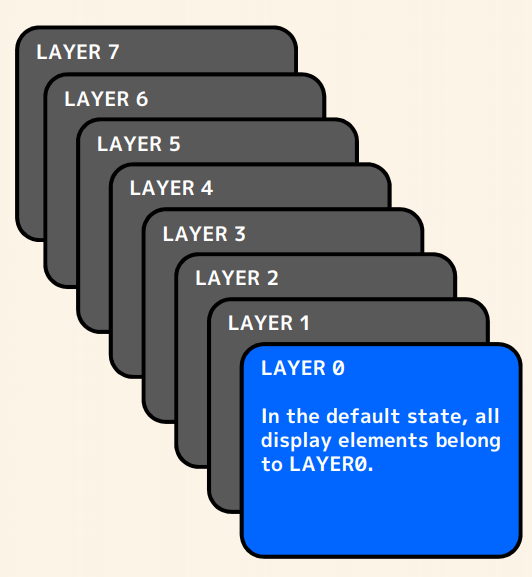 LAYER 7
LAYER 6
LAYER 5
LAYER 4
LAYER 3
LAYER 2
LAYER 1
LAYER 0
In the default state, all
display elements belong
to LAYER0.